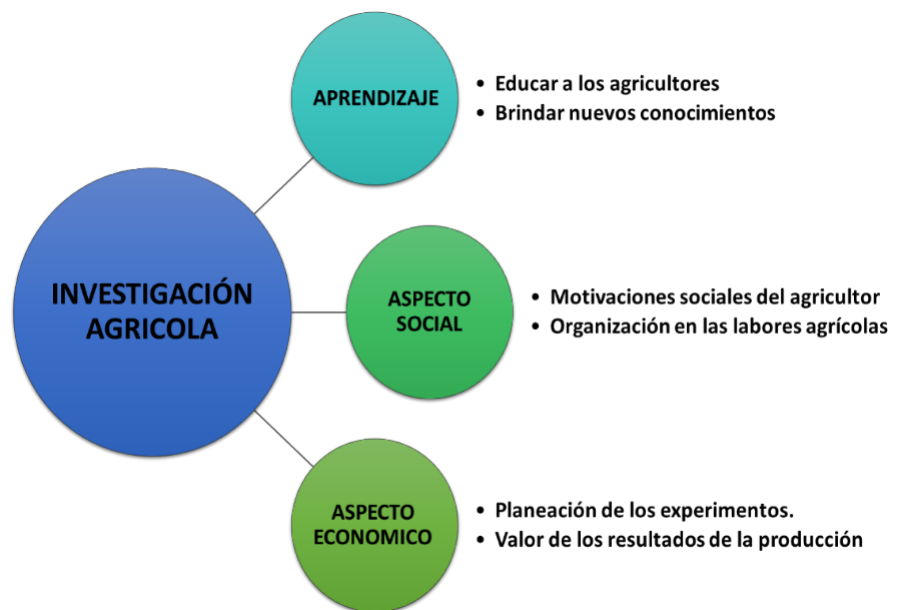 APRENDIZAJE
• Educar a los agricultores
• Brindar nuevos conocimientos
INVESTIGACIÓN
AGRICOLA
ASPECTO
SOCIAL
• Motivaciones sociales del agricultor
• Organización en las labores agrícolas
ASPECTO
ECONOMICO
• Planeación de los experimentos.
• Valor de los resultados de la producción